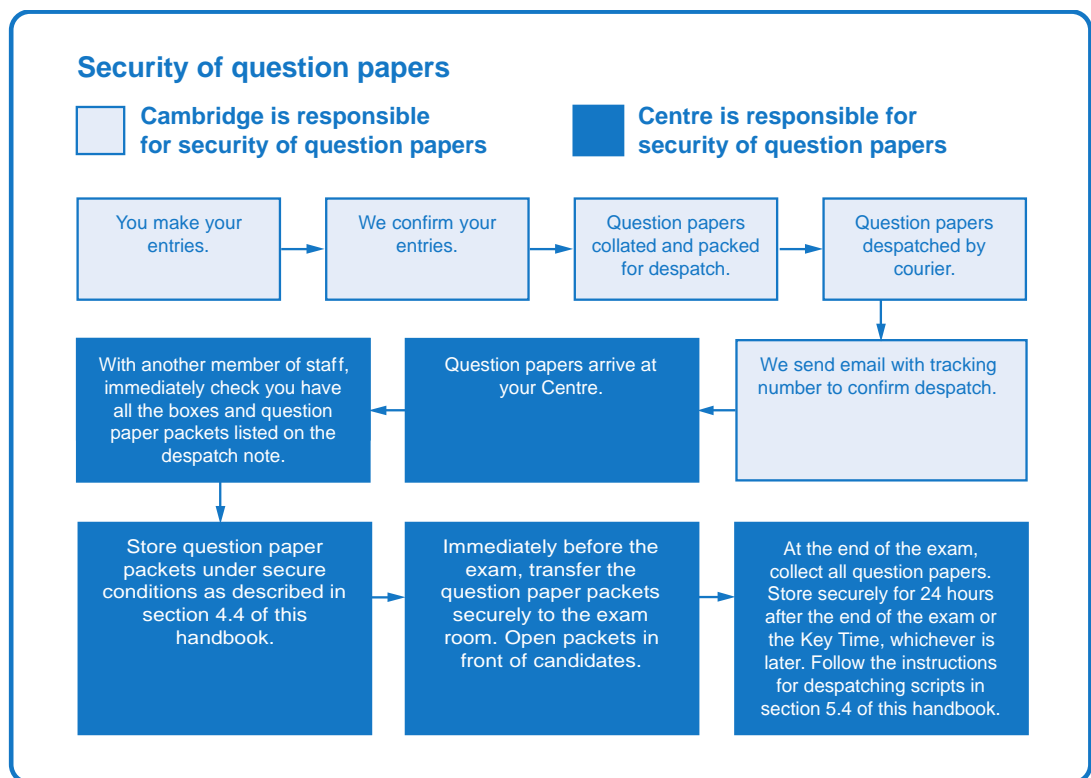 Security of question papers
Cambridge is responsible
for security of question papers
Centre is responsible for
security of question papers
You make your
entries.
We confirm your
entries.
Question papers
collated and packed
for despatch.
Question papers
despatched by
courier.
We send email with tracking
number to confirm despatch.
Question papers arrive at
your Centre.
With another member of staff,
immediately check you have
all the boxes and question
paper packets listed on the
despatch note.
Store question paper
packets under secure
conditions as described in
section 4.4 of this
handbook.
Immediately before the
exam, transfer the
question paper packets
securely to the exam
room. Open packets in
front of candidates.
At the end of the exam,
collect all question papers.
Store securely for 24 hours
after the end of the exam or
the Key Time, whichever is
later. Follow the instructions
for despatching scripts in
section 5.4 of this handbook.